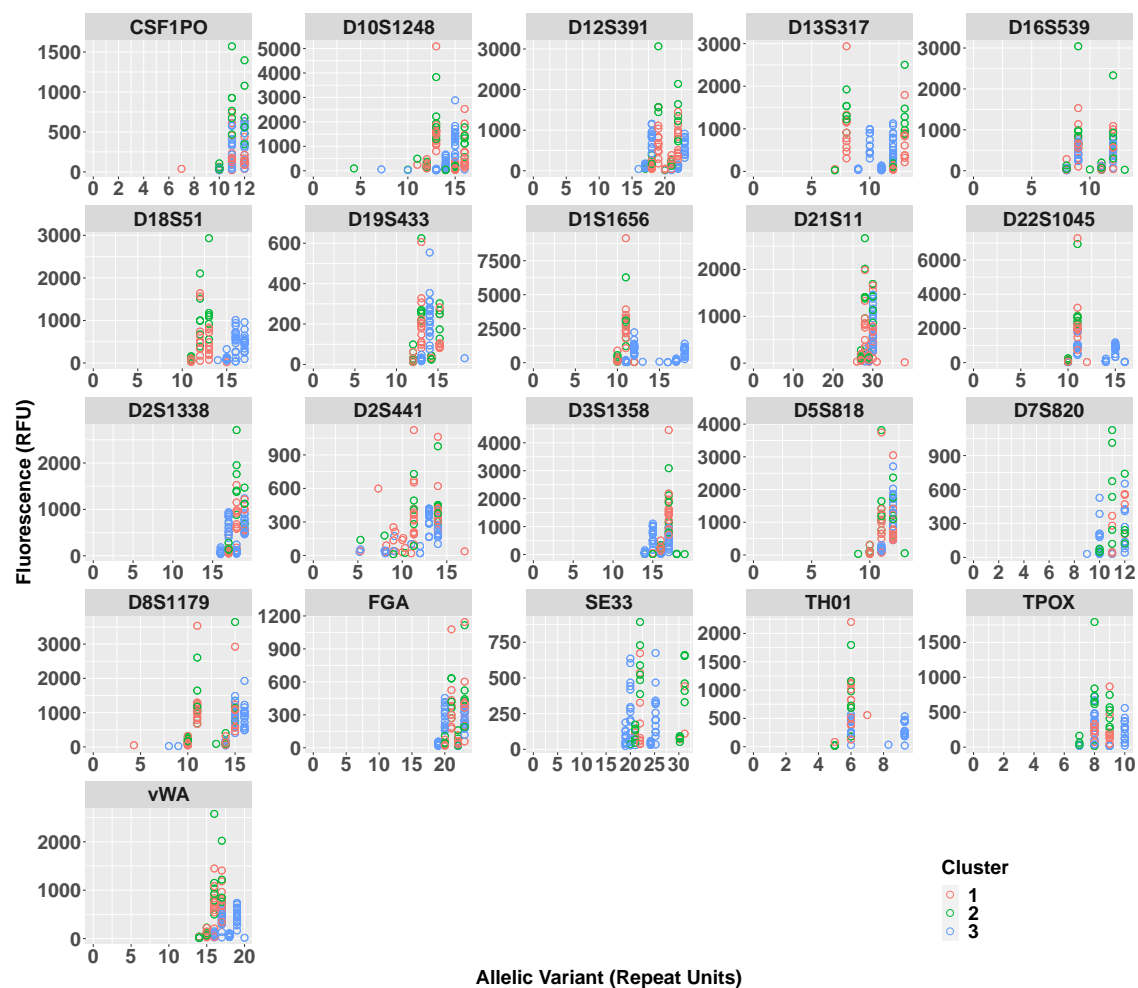 CSF1PO D10S1248 D12S391 D13S317 D16S539
1500 5000 3000 3000 3000
4000
1000 3000 2000 2000 2000
500 2000 1000 1000 1000
1000
0 0 0 0 0
0 2 4 6 8 10 12 0 5 10 15 0 5 10 15 20 0 5 10 0 5 10
D18S51 D19S433 D1S1656 D21S11 D22S1045
3000 600 7500 6000
2000 400 5000 2000 4000
1000 200 2500 1000 2000
0 0 0 0 0
0 5 10 15 0 5 10 15 0 5 10 15 0 10 20 30 0 5 10 15
D2S1338 D2S441 D3S1358 D5S818 D7S820
4000 4000
2000 900 3000 3000 900
600 2000 2000 600
1000 300 1000 1000 300
0 0 0 0 0
0 5 10 15 0 5 10 15 0 5 10 15 0 5 10 0 2 4 6 8 10 12
D8S1179 FGA SE33 TH01 TPOX
1200
3000 900 750 2000 1500
2000 600 500 1500 1000
1000 300 250 1000 500
500
0 0 0 0 0
0 5 10 15 0 5 10 15 20 0 5 10 15 20 25 30 0 2 4 6 8 0 2 4 6 8 10
vWA
2000
1000
0
0 5 10 15 20
Fluorescence (RFU)
Allelic Variant (Repeat Units)
Cluster
1
2
3